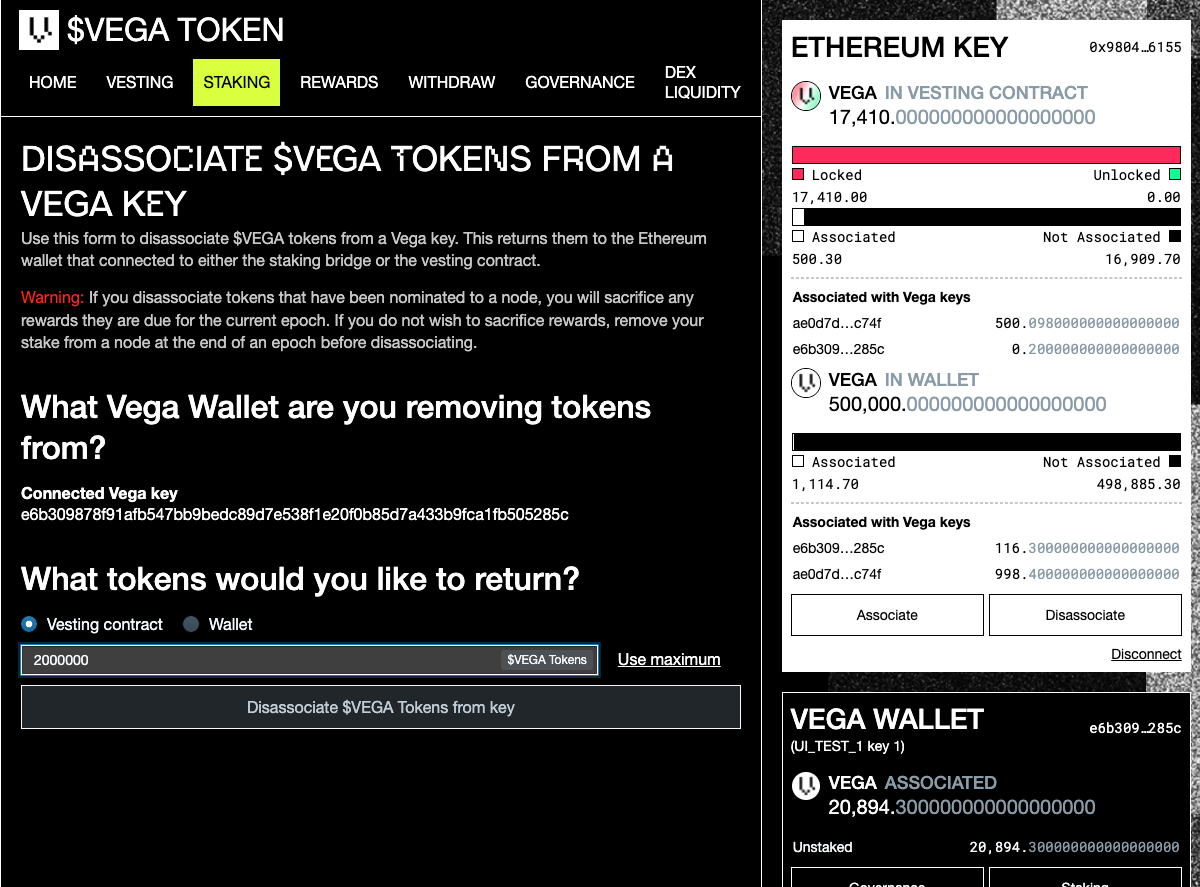 $VEGA TOKEN
HOME
VESTING
STAKING
REWARDS
WITHDRAW
GOVERNANCE
DEX
LIQUIDITY
DISASSOCIATE $VEGA TOKENS FROM A
VEGA KEY
Use this form to disassociate $VEGA tokens from a Vega key. This returns them to the Ethereum
wallet that connected to either the staking bridge or the vesting contract.
Warning: If you disassociate tokens that have been nominated to a node, you will sacrifice any
rewards they are due for the current epoch. If you do not wish to sacrifice rewards, remove your
stake from a node at the end of an epoch before disassociating.
What Vega Wallet are you removing tokens
from?
Connected Vega key
e6b309878f91afb547bb9bedc89d7e538f1e20f0b85d7a433b9fca1fb505285c
What tokens would you like to return?
Vesting contract
Wallet
2000000
$VEGA Tokens
Use maximum
Disassociate $VEGA Tokens from key
ETHEREUM KEY
0x9804…6155
VEGA IN VESTING CONTRACT
17,410.000000000000000000
Locked
Unlocked
17,410.00
0.00
Associated
Not Associated
500.30
16,909.70
Associated with Vega keys
ae0d7d…c74f
500.098000000000000000
e6b309…285c
0.200000000000000000
VEGA IN WALLET
500,000.000000000000000000
Associated
Not Associated
1,114.70
498,885.30
Associated with Vega keys
e6b309…285c
116.300000000000000000
ae0d7d…c74f
998.400000000000000000
Associate
Disassociate
Disconnect
VEGA WALLET
e6b309…285c
(UI_TEST_1 key 1)
VEGA ASSOCIATED
20,894.300000000000000000
Unstaked
20,894.300000000000000000
Governance
Staking